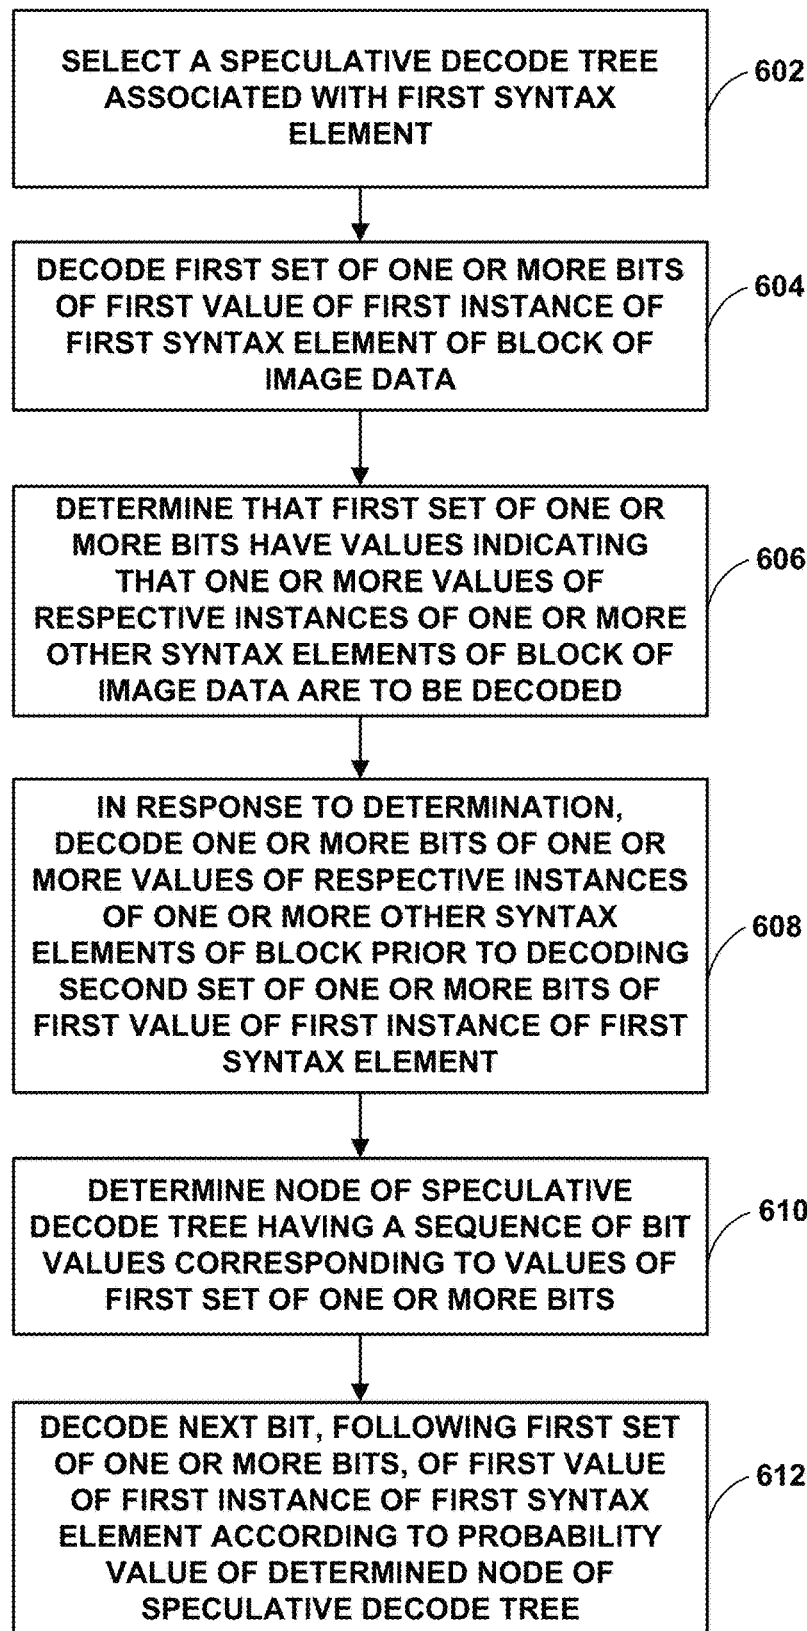 SELECT A SPECULATIVE DECODE TREE
ASSOCIATED WITH FIRST SYNTAX
ELEMENT
602
DECODE FIRST SET OF ONE OR MORE BITS
OF FIRST VALUE OF FIRST INSTANCE OF
FIRST SYNTAX ELEMENT OF BLOCK OF
IMAGE DATA
604
DETERMINE THAT FIRST SET OF ONE OR
MORE BITS HAVE VALUES INDICATING
THAT ONE OR MORE VALUES OF
RESPECTIVE INSTANCES OF ONE OR MORE
OTHER SYNTAX ELEMENTS OF BLOCK OF
IMAGE DATA ARE TO BE DECODED
606
IN RESPONSE TO DETERMINATION,
DECODE ONE OR MORE BITS OF ONE OR
MORE VALUES OF RESPECTIVE INSTANCES
OF ONE OR MORE OTHER SYNTAX
ELEMENTS OF BLOCK PRIOR TO DECODING
SECOND SET OF ONE OR MORE BITS OF
FIRST VALUE OF FIRST INSTANCE OF FIRST
SYNTAX ELEMENT
608
DETERMINE NODE OF SPECULATIVE
DECODE TREE HAVING A SEQUENCE OF BIT
VALUES CORRESPONDING TO VALUES OF
FIRST SET OF ONE OR MORE BITS
610
DECODE NEXT BIT, FOLLOWING FIRST SET
OF ONE OR MORE BITS, OF FIRST VALUE
OF FIRST INSTANCE OF FIRST SYNTAX
ELEMENT ACCORDING TO PROBABILITY
VALUE OF DETERMINED NODE OF
SPECULATIVE DECODE TREE
612